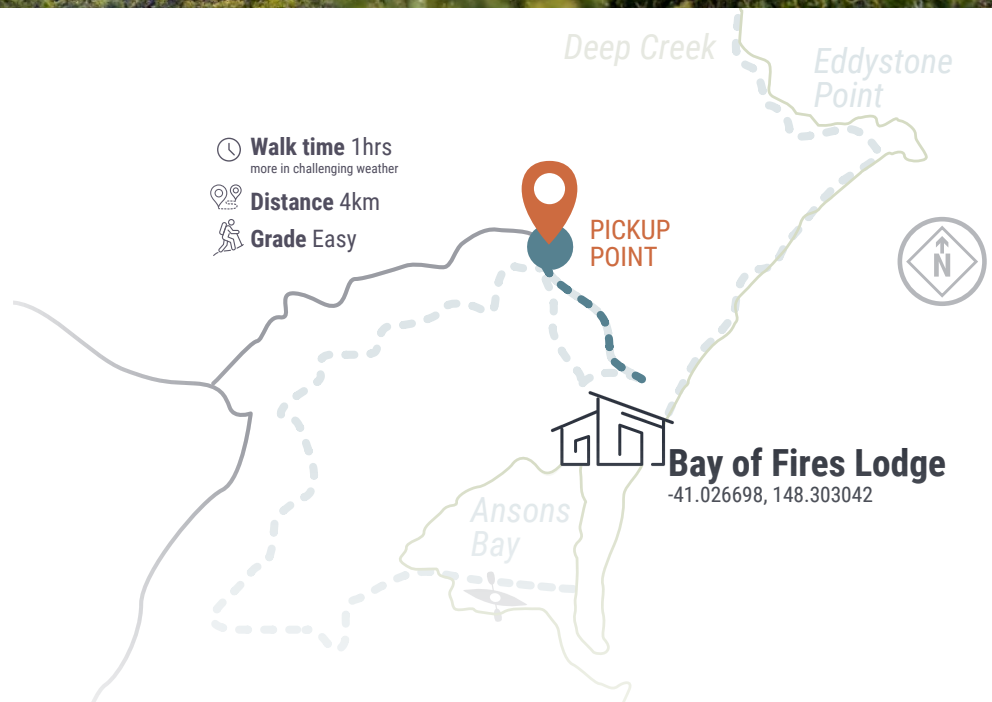 Deep Creek
Eddystone
Point
Walk time 1hrs
more in challenging weather
Distance 4km
Grade Easy
PICKUP
POINT
N
Bay of Fires Lodge
-41.026698, 148.303042
Ansons
Bay